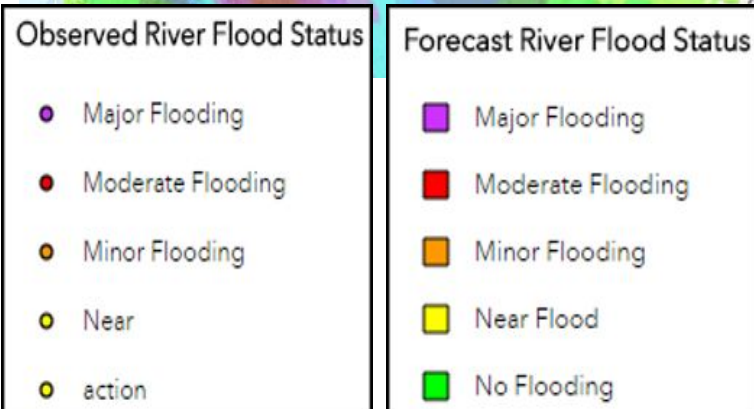 Observed River Flood Status
Major Flooding
Moderate Flooding
Minor Flooding
Near
action
Forecast River Flood Status
Major Flooding
Moderate Flooding
Minor Flooding
Near Flood
No Flooding